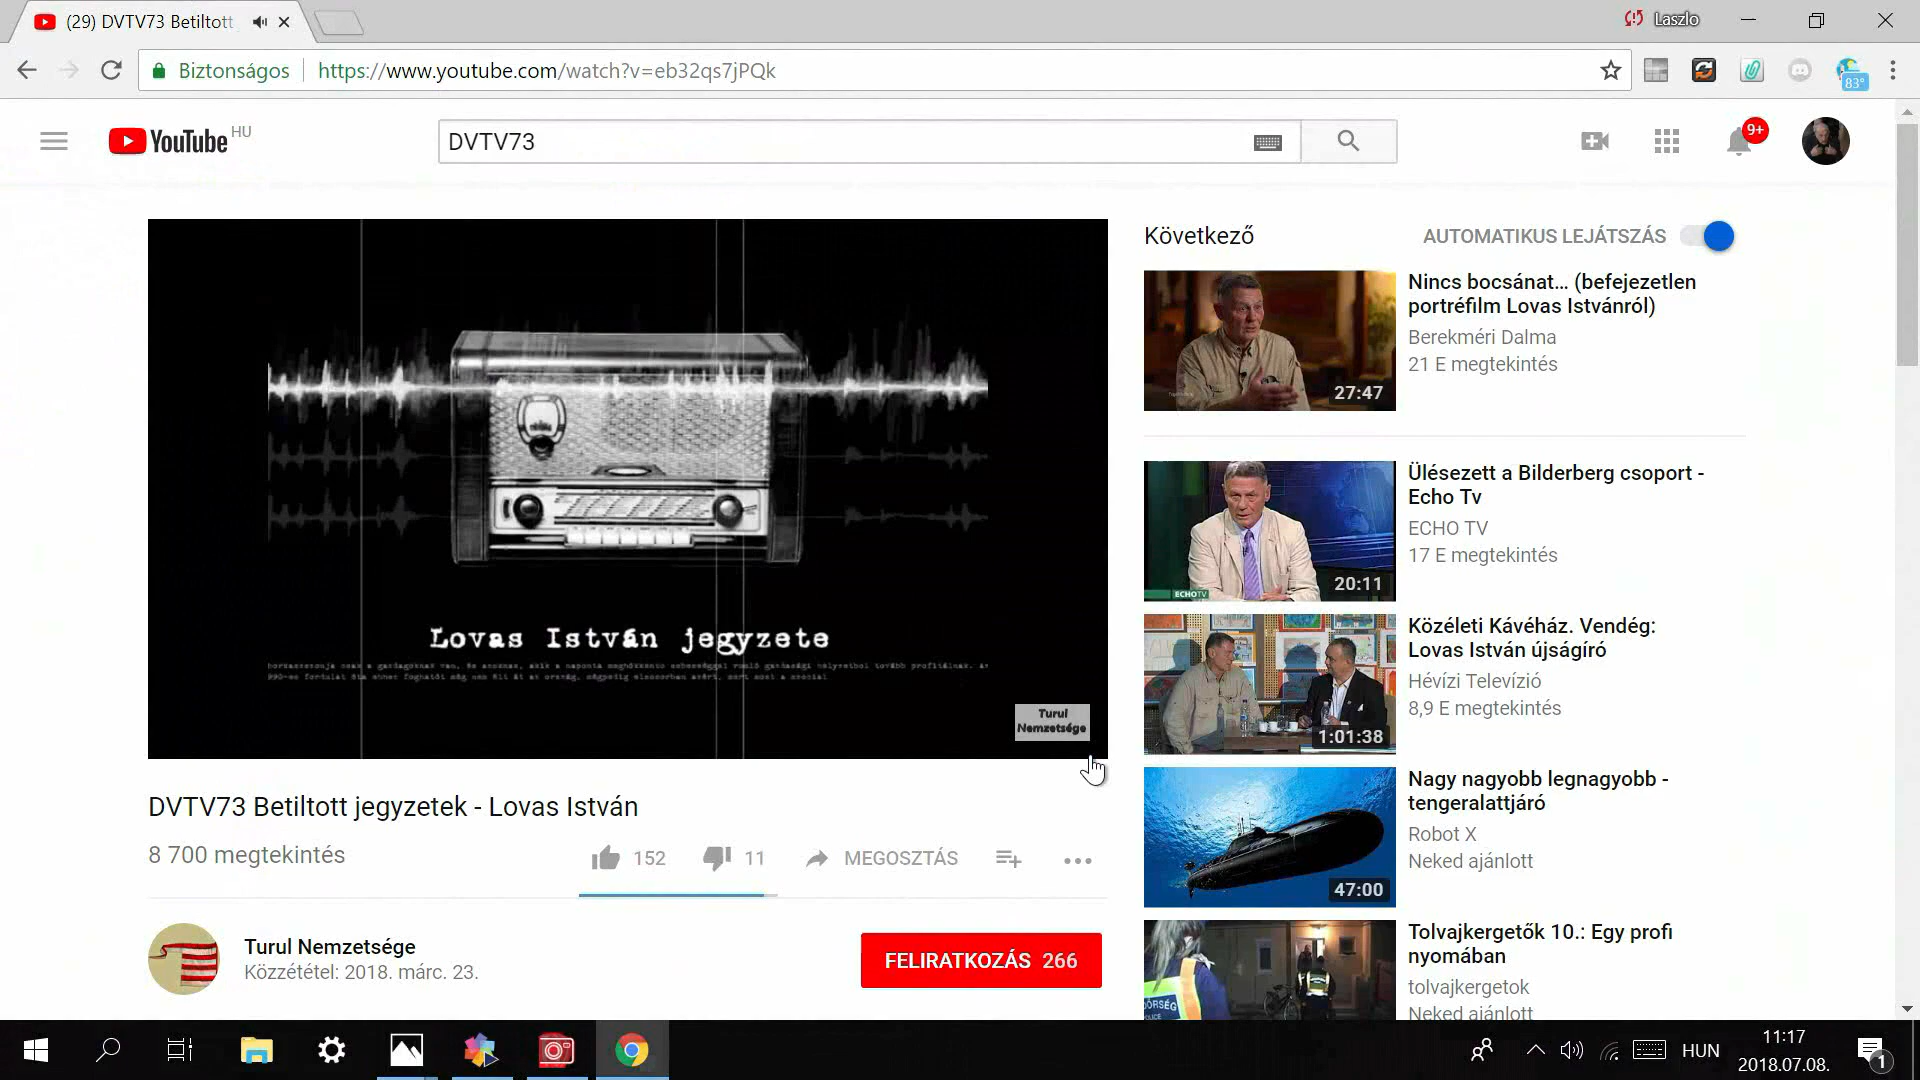 (29) DVTV73 Betiltott
Laszlo
Biztonságos
https://www.youtube.com/watch?v=eb32qs7jPQk
83°
YouTube HU
DVTV73
9+
Lovas István jegyzete
Turul
Nemzetsége
DVTV73 Betiltott jegyzetek - Lovas István
8 700 megtekintés
152
11
MEGOSZTÁS
Turul Nemzetsége
Közzététel: 2018. márc. 23.
FELIRATKOZÁS 266
Következő
AUTOMATIKUS LEJÁTSZÁS
27:47
Nincs bocsánat... (befejezetlen
portréfilm Lovas Istvánról)
Berekméri Dalma
21 E megtekintés
ECHOTV
20:11
Ülésezett a Bilderberg csoport -
Echo Tv
ECHO TV
17 E megtekintés
1:01:38
Közéleti Kávéház. Vendég:
Lovas István újságíró
Hévízi Televízió
8,9 E megtekintés
47:00
Nagy nagyobb legnagyobb -
tengeralattjáró
Robot X
Neked ajánlott
Tolvajkergetők 10.: Egy profi
nyomában
tolvajkergetok
Neked ajánlott
HUN
11:17
2018.07.08.
1